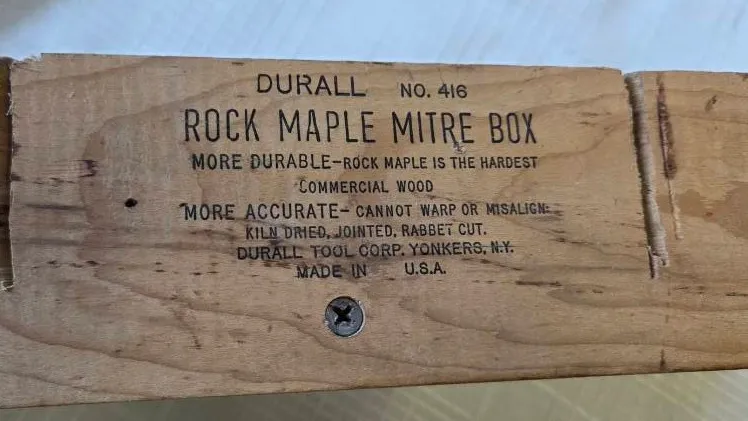 DURALL NO. 416
ROCK MAPLE MITRE BOX
MORE DURABLE-ROCK MAPLE IS THE HARDEST
COMMERCIAL WOOD
MORE ACCURATE- CANNOT WARP OR MISALIGN:
KILN DRIED, JOINTED, RABBET CUT.
DURALL TOOL CORP. YONKERS, N.Y.
MADE IN U.S.A.